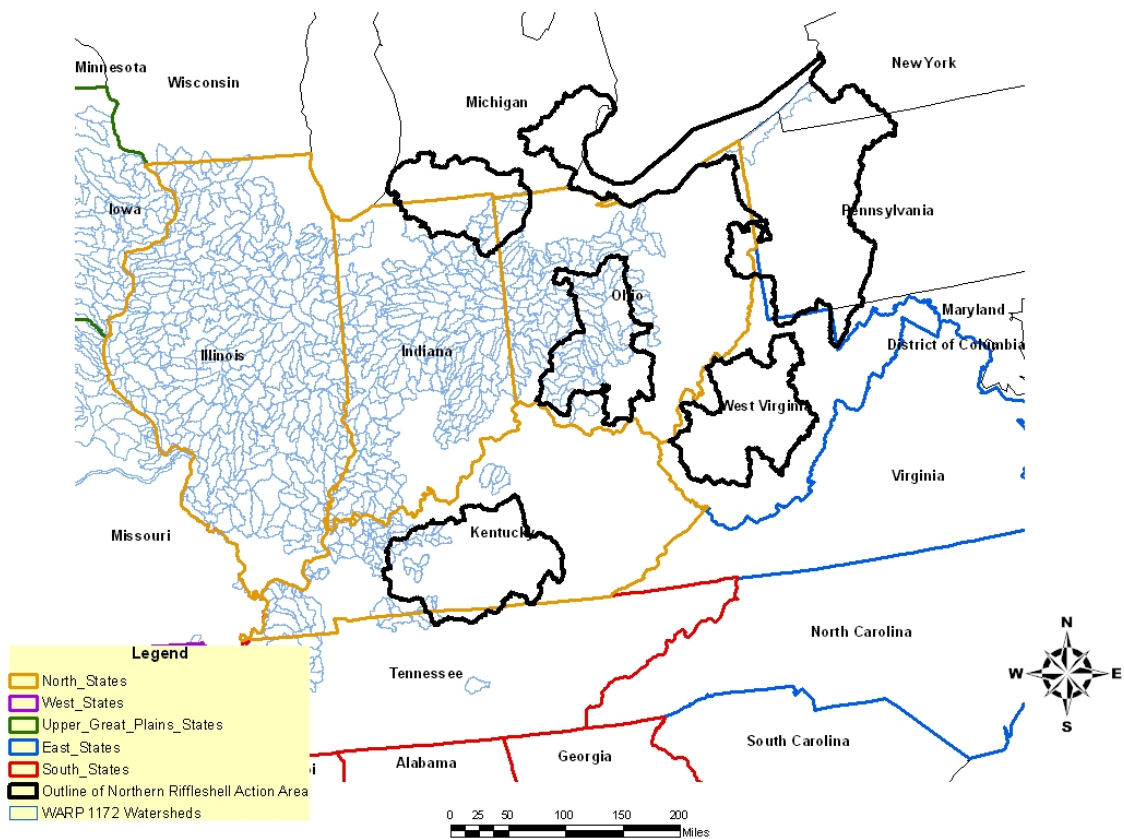 Minnesota
Wisconsin
New York
Michigan
Iowa
Pennsylvania
Ohio
Maryland
Illinois
Indiana
District of Columbia
West Virginia
Virginia
Missouri
Kentucky
North Carolina
Tennessee
South Carolina
Georgia
Alabama
N
W
E
S
Legend
North_States
West_States
Upper_Great_Plains_States
East_States
South_States
Outline of Northern Riffleshell Action Area
WARP 1172 Watersheds
0 25 50 100 150 200
Miles